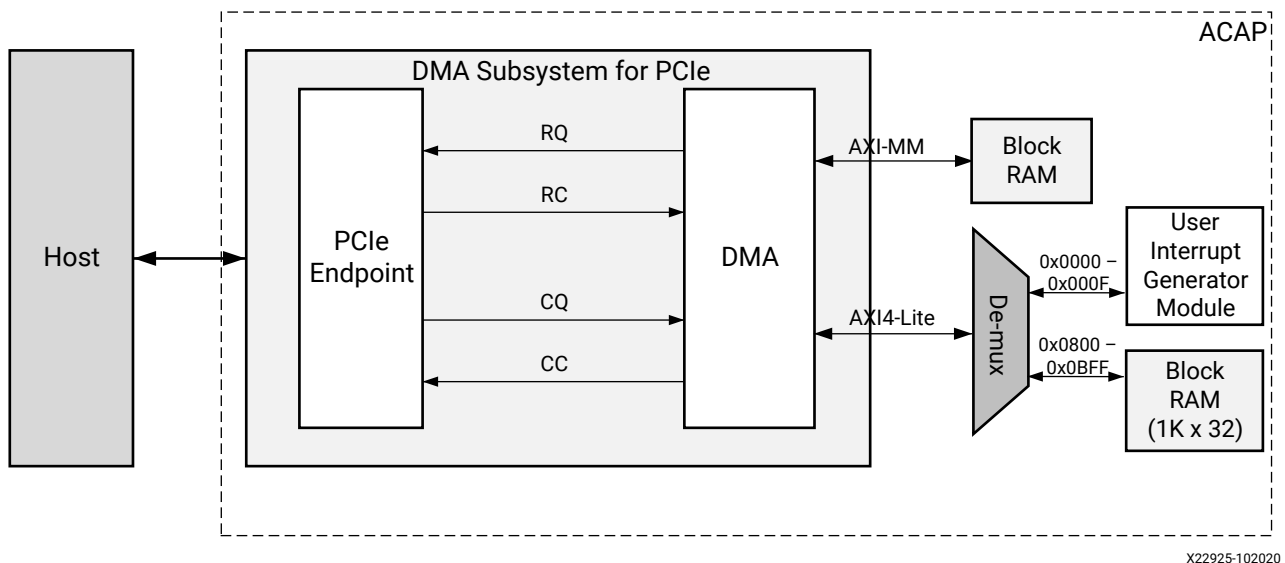 ACAP
DMA Subsystem for PCIe
Host
PCIe
Endpoint
RQ
RC
CQ
CC
DMA
AXI-MM
AXI4-Lite
Block
RAM
De-mux
0x0000 –
0x000F
User
Interrupt
Generator
Module
0x0800 –
0x0BFF
Block
RAM
(1K x 32)
X22925-102020